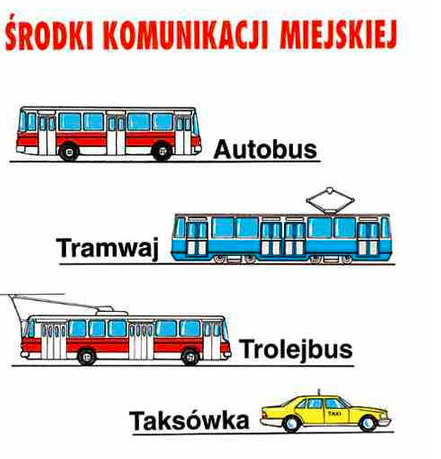 ŚRODKI KOMUNIKACJI MIEJSKIEJ
Autobus
Tramwaj
Trolejbus
Taksówka
TAXI